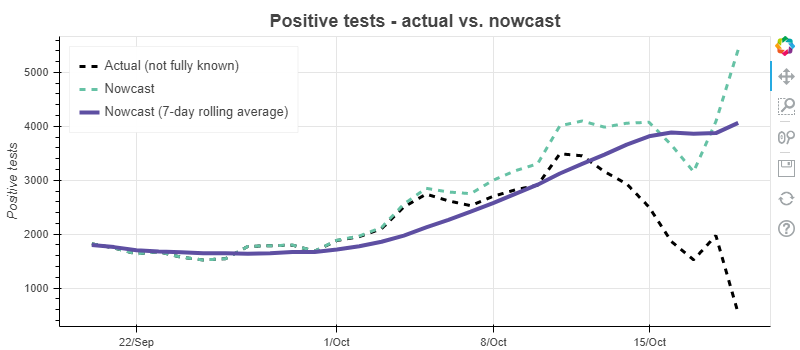 Positive tests - actual vs. nowcast
Actual (not fully known)
Nowcast
Nowcast (7-day rolling average)
Positive tests
5000
4000
3000
2000
1000
22/Sep
1/Oct
8/Oct
15/Oct